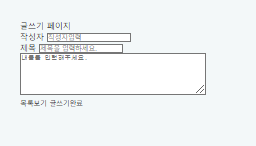 글쓰기 페이지
작성자 작성자입력
제목 제목을 입력하세요.
내용을 입력해주세요.
목록보기 글쓰기완료